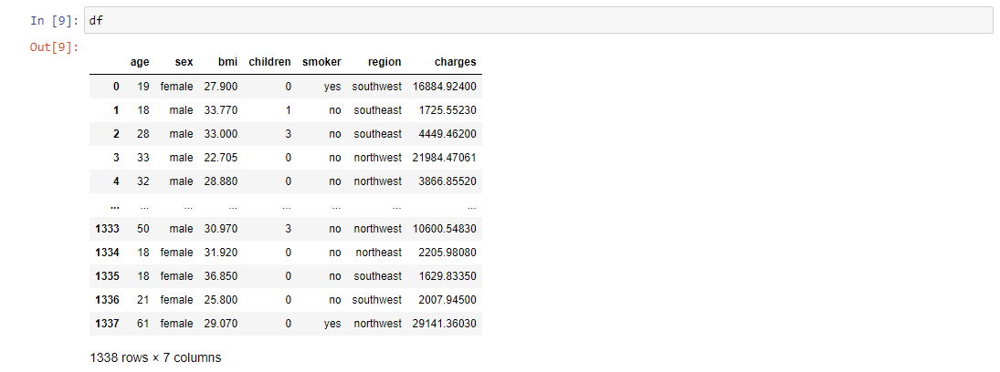 In [9]: df
Out[9]:
age sex bmi children smoker region charges
0 19 female 27.900 0 yes southwest 16884.92400
1 18 male 33.770 1 no southeast 1725.55230
2 28 male 33.000 3 no southeast 4449.46200
3 33 male 22.705 0 no northwest 21984.47061
4 32 male 28.880 0 no northwest 3866.85520
... ... ... ... ... ... ... ...
1333 50 male 30.970 3 no northwest 10600.54830
1334 18 female 31.920 0 no northeast 2205.98080
1335 18 female 36.850 0 no southeast 1629.83350
1336 21 female 25.800 0 no southwest 2007.94500
1337 61 female 29.070 0 yes northwest 29141.36030
1338 rows × 7 columns